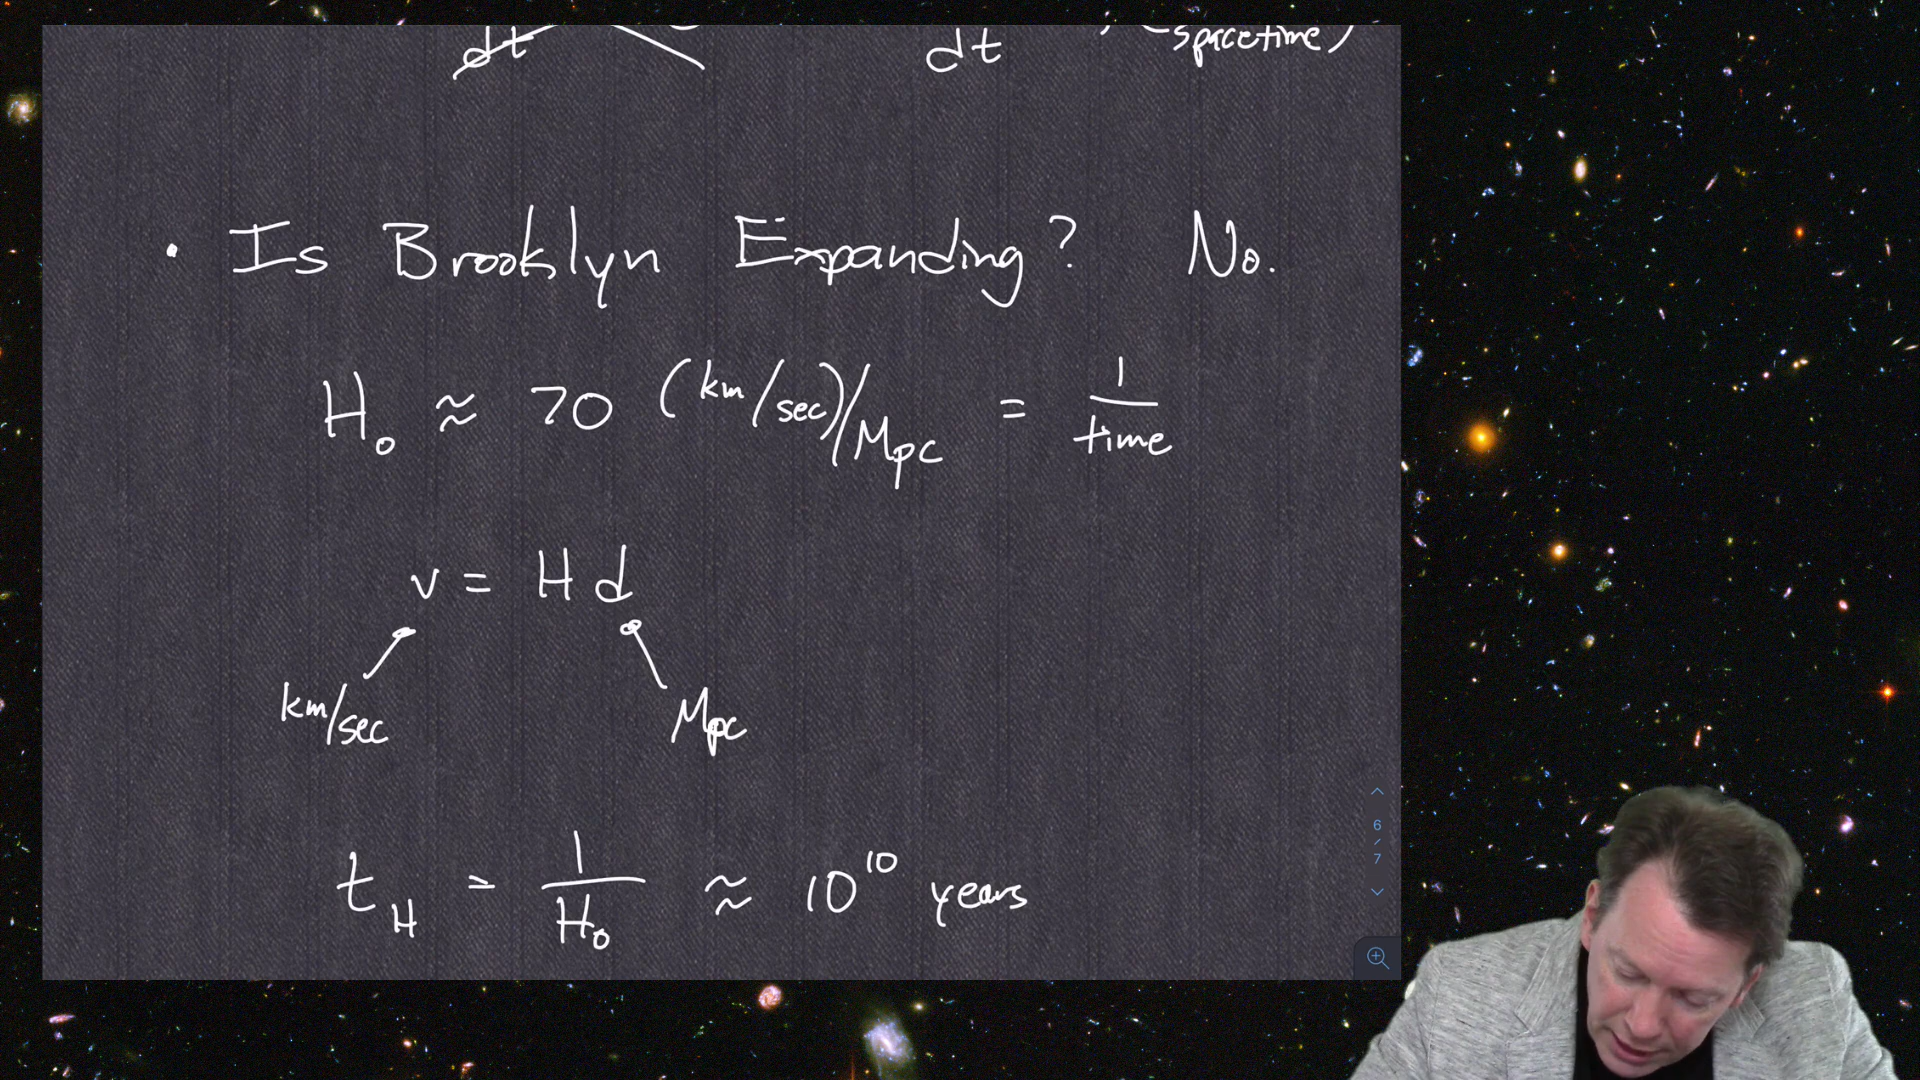 dt dt , spacetime)
• Is Brooklyn Expanding? No.
H₀ ≈ 70 (km/sec)/Mpc = 1/time
v = H d
km/sec Mpc
t_H = 1/H₀ ≈ 10¹⁰ years
6
/
7